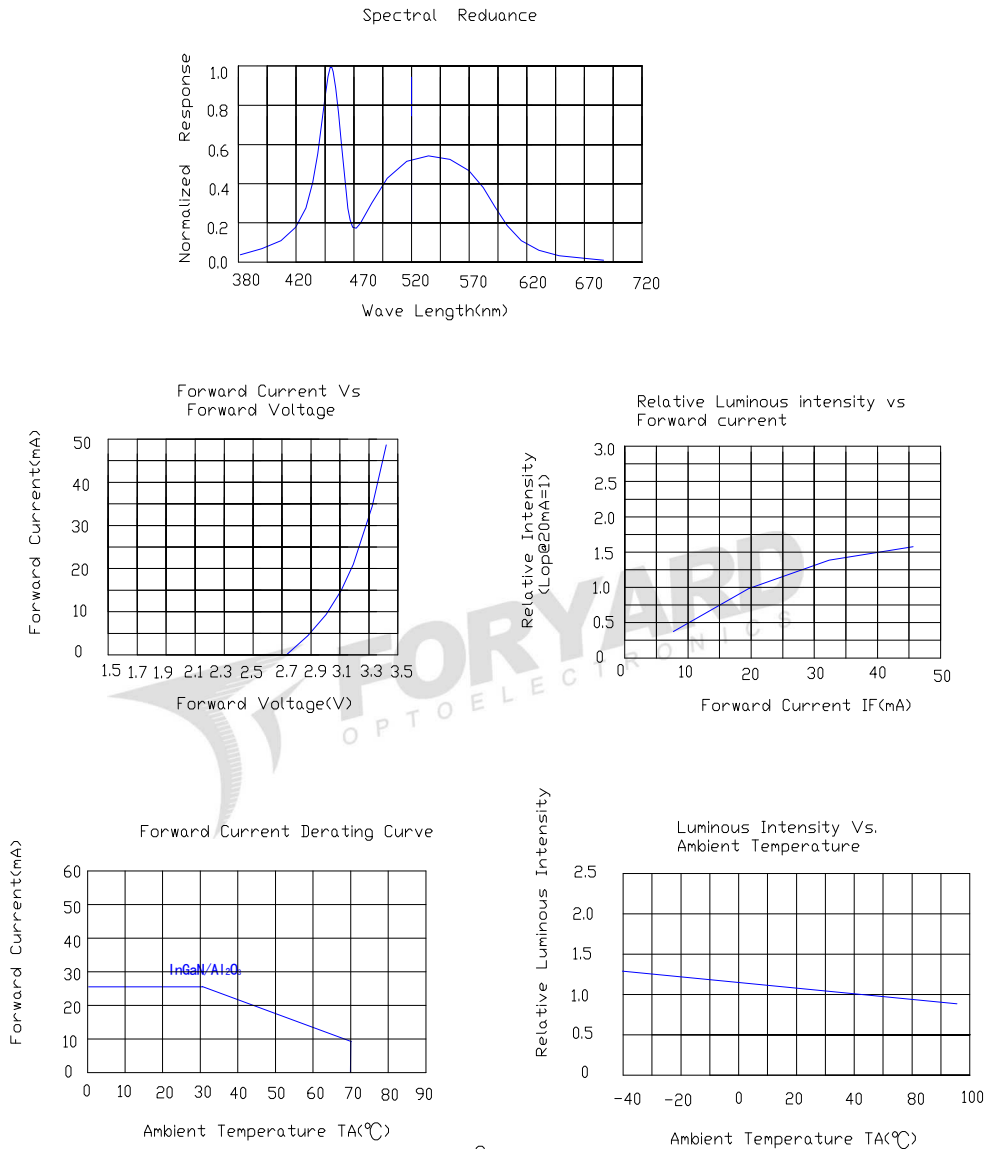 Spectral Reduance
Normalized Response
1.0
0.8
0.6
0.4
0.2
0.0
380 420 470 520 570 620 670 720
Wave Length(nm)
Forward Current Vs
Forward Voltage
Forward Current(mA)
50
40
30
20
10
0
1.5 1.7 1.9 2.1 2.3 2.5 2.7 2.9 3.1 3.3 3.5
Forward Voltage(V)
Relative Luminous intensity vs
Forward current
Relative Intensity
(Lop@20mA=1)
3.0
2.5
2.0
1.5
1.0
0.5
0
0 10 20 30 40 50
Forward Current IF(mA)
FORYARD
OPTOELECTRONICS
Forward Current Derating Curve
Forward Current(mA)
60
50
40
30
20
10
0
InGaN/Al₂O₃
0 10 20 30 40 50 60 70 80 90
Ambient Temperature TA(℃)
Luminous Intensity Vs.
Ambient Temperature
Relative Luminous Intensity
2.5
2.0
1.5
1.0
0.5
0
-40 -20 0 20 40 80 100
Ambient Temperature TA(℃)